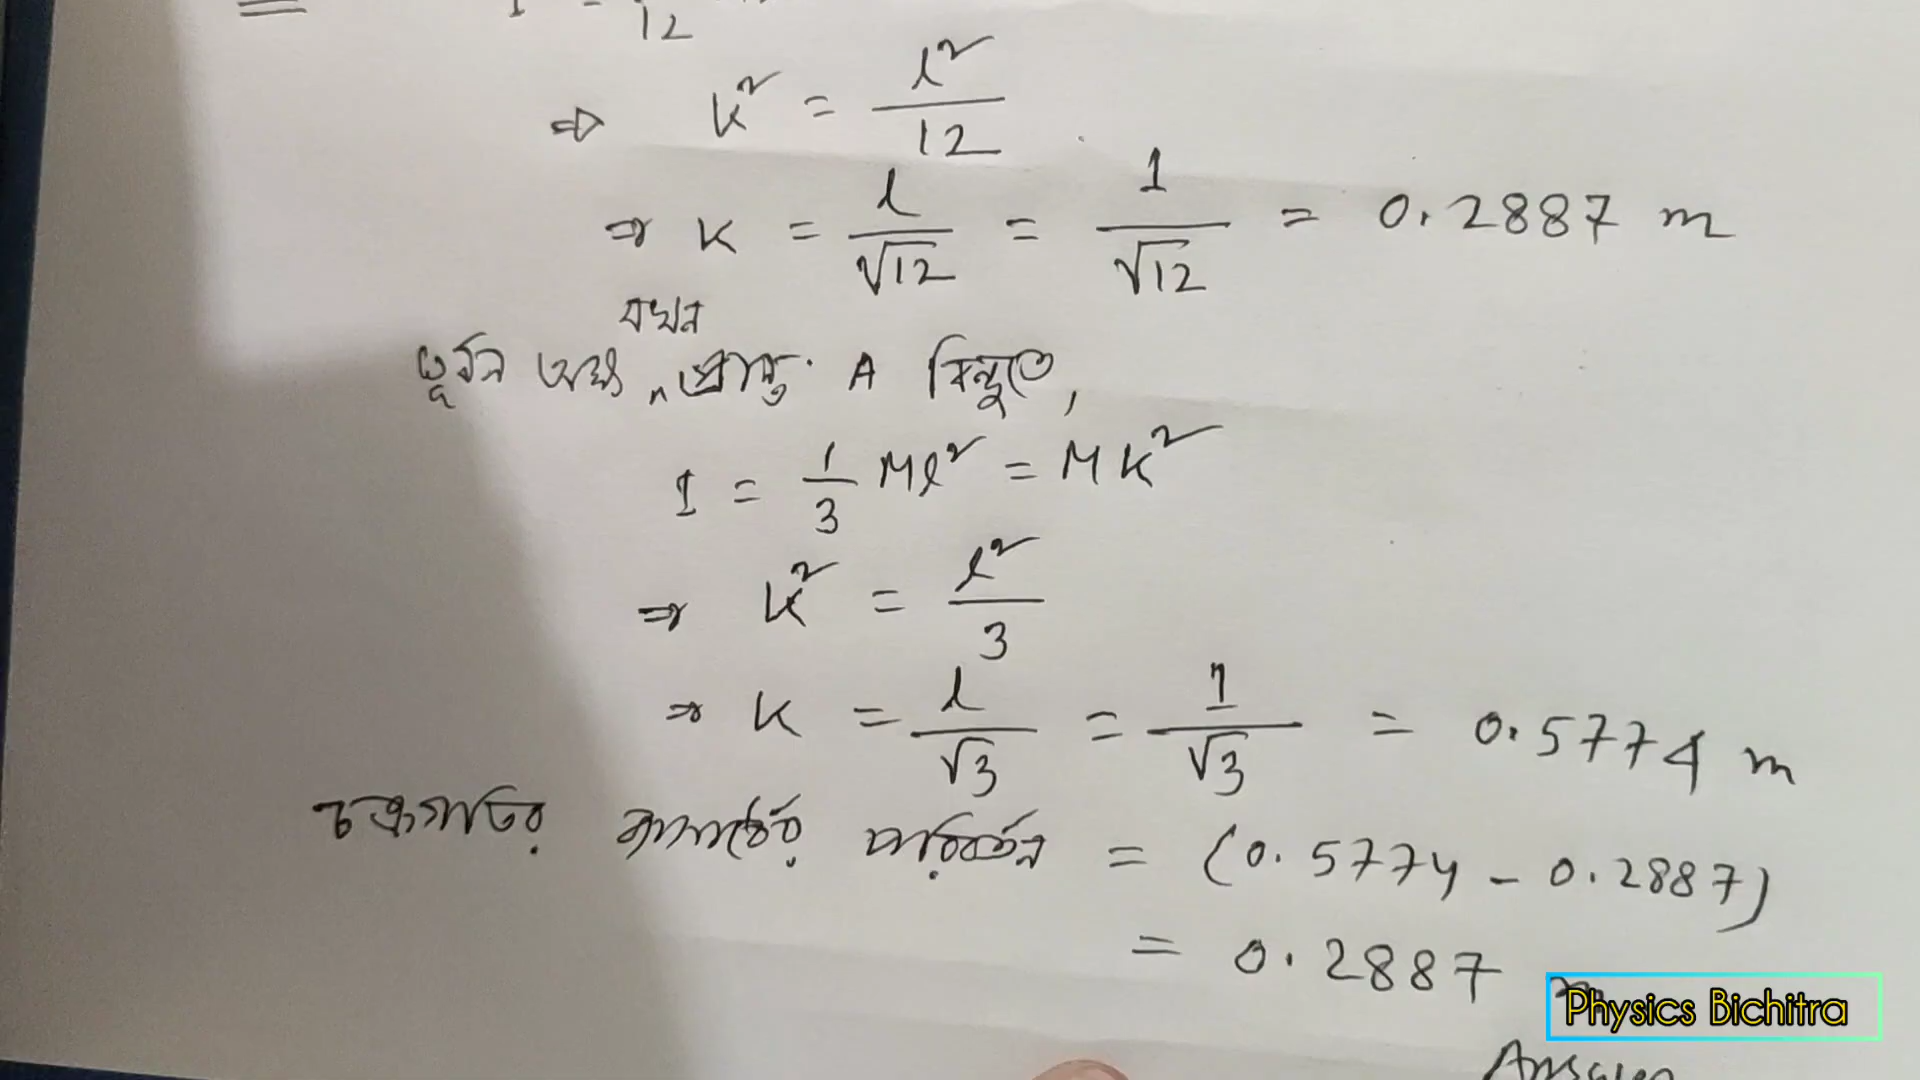 12
⇒ K² = l²/12
⇒ K = l/√12 = 1/√12 = 0.2887 m
যখন
ঘূর্ণন অক্ষ প্রান্ত A বিন্দুতে,
I = 1/3 Ml² = MK²
⇒ K² = l²/3
⇒ K = l/√3 = 1/√3 = 0.5774 m
চক্রগতির ব্যাসার্ধের পরিবর্তন = (0.5774 - 0.2887)
= 0.2887 m
Physics Bichitra
Answer